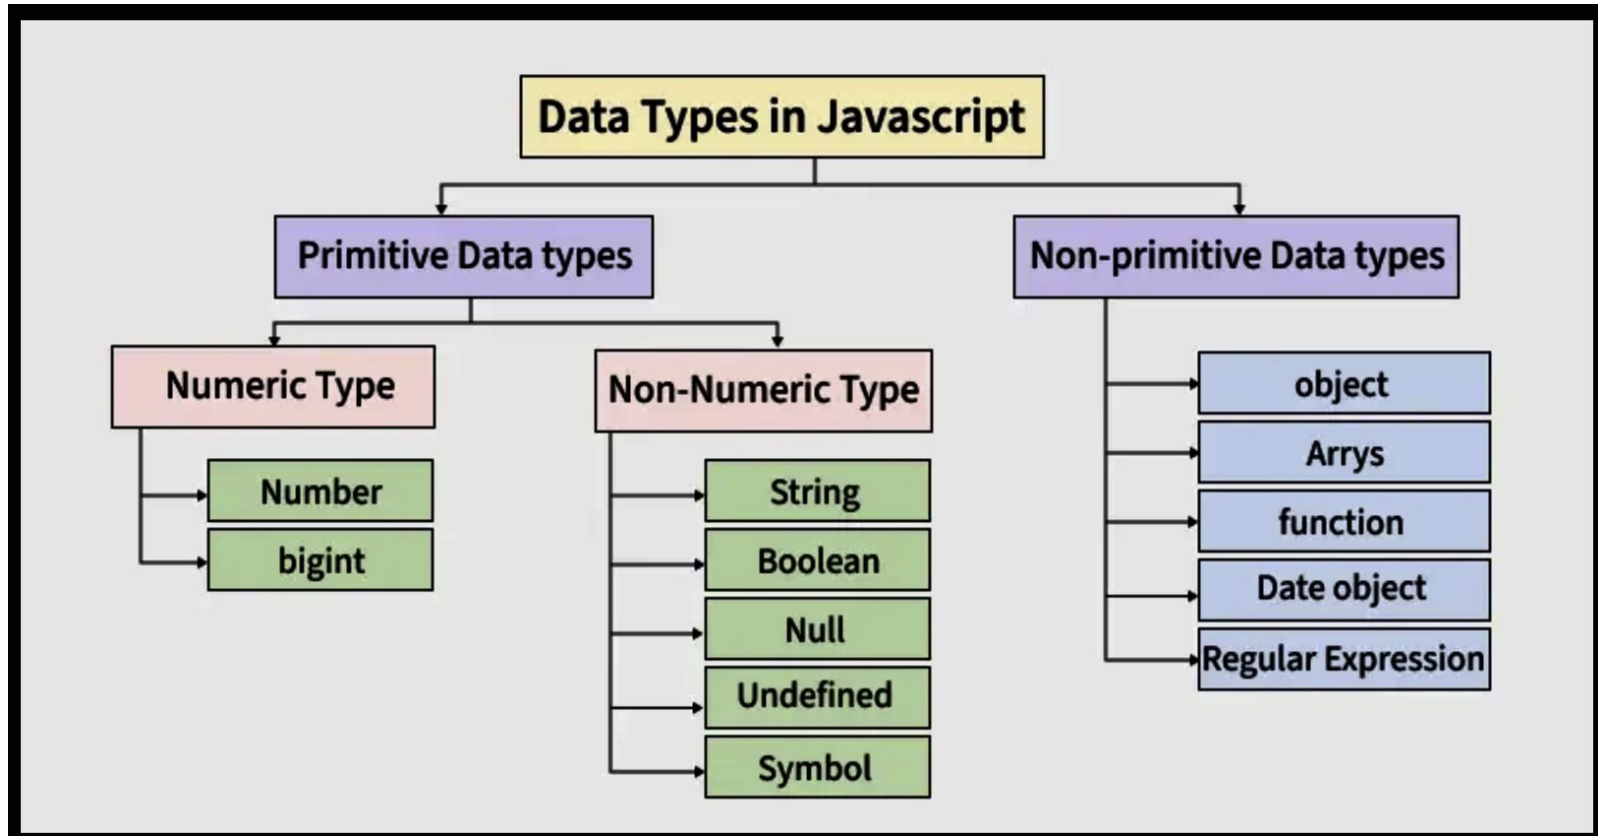 Data Types in Javascript
Primitive Data types
Non-primitive Data types
Numeric Type
Non-Numeric Type
Number
bigint
String
Boolean
Null
Undefined
Symbol
object
Arrys
function
Date object
Regular Expression